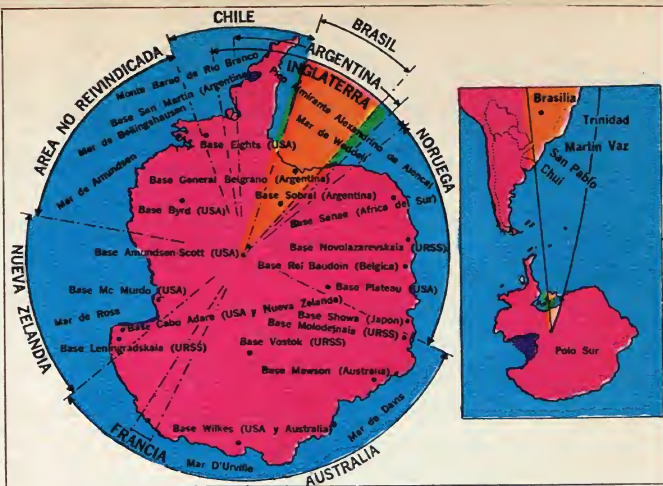 CHILE
BRASIL
ARGENTINA
INGLATERRA
NORUEGA
AREA NO REIVINDICADA
Monte Barao de Rio Branco
Base San Martin (Argentina)
Mar de Bellingshausen
Mar de Amundsen
Pico Almirante Alexandrino de Alencar
Mar de Weddell
Base Eights (USA)
Base General Belgrano (Argentina)
Base Sobral (Argentina)
Base Byrd (USA)
Base Sanae (Africa del Sur)
Base Amundsen-Scott (USA)
Base Novolazarevskaia (URSS)
Base Rei Baudoin (Belgica)
Base Plateau (USA)
Base Mc Murdo (USA)
Mar de Ross
Base Cabo Adare (USA y Nueva Zelanda)
Base Showa (Japon)
Base Molodejnaia (URSS)
Base Leningradskaia (URSS)
Base Vostok (URSS)
Base Mawson (Australia)
Base Wilkes (USA y Australia)
Mar de Davis
Mar D'Urville
NUEVA ZELANDIA
FRANCIA
AUSTRALIA
Brasilia
Trinidad
Martin Vaz
San Pablo
Chui
Polo Sur